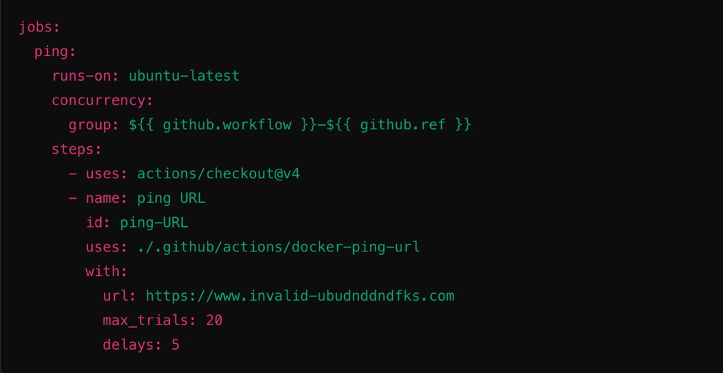 jobs:
  ping:
    runs-on: ubuntu-latest
    concurrency:
      group: ${{ github.workflow }}-${{ github.ref }}
    steps:
      - uses: actions/checkout@v4
      - name: ping URL
        id: ping-URL
        uses: ./.github/actions/docker-ping-url
        with:
          url: https://www.invalid-ubudnddndfks.com
          max_trials: 20
          delays: 5